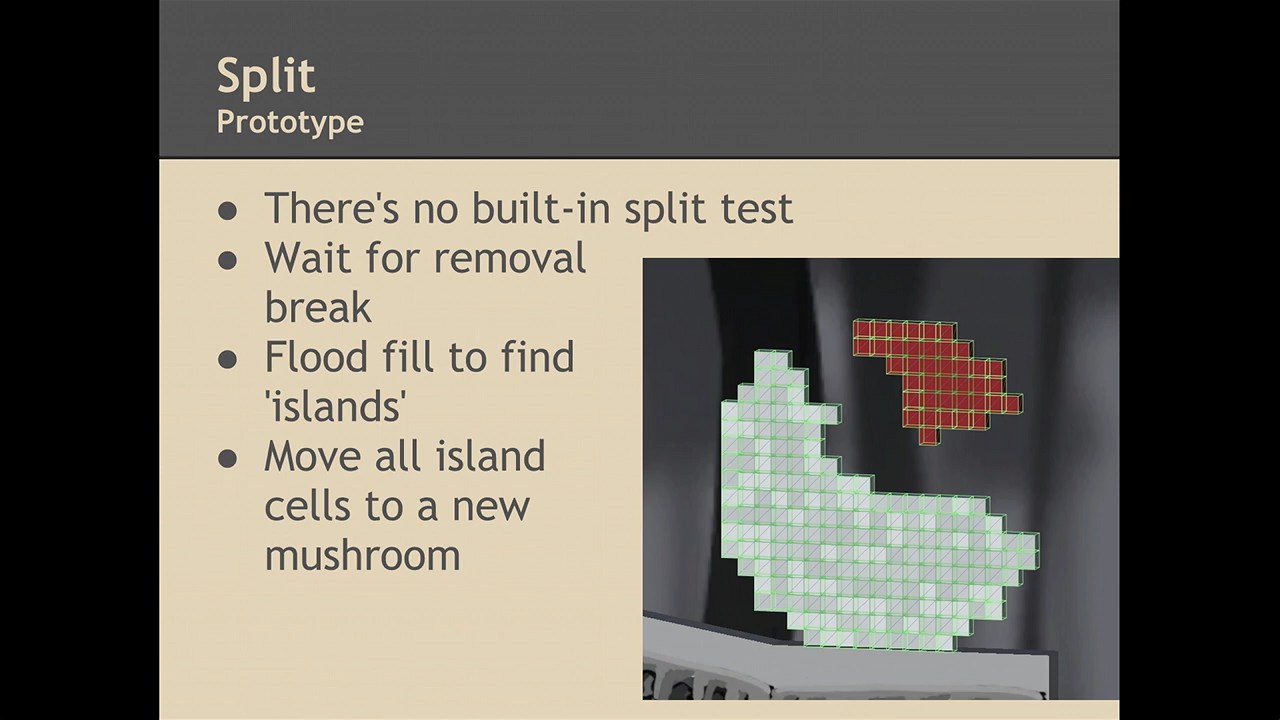 Split
Prototype
● There's no built-in split test
● Wait for removal
break
● Flood fill to find
'islands'
● Move all island
cells to a new
mushroom